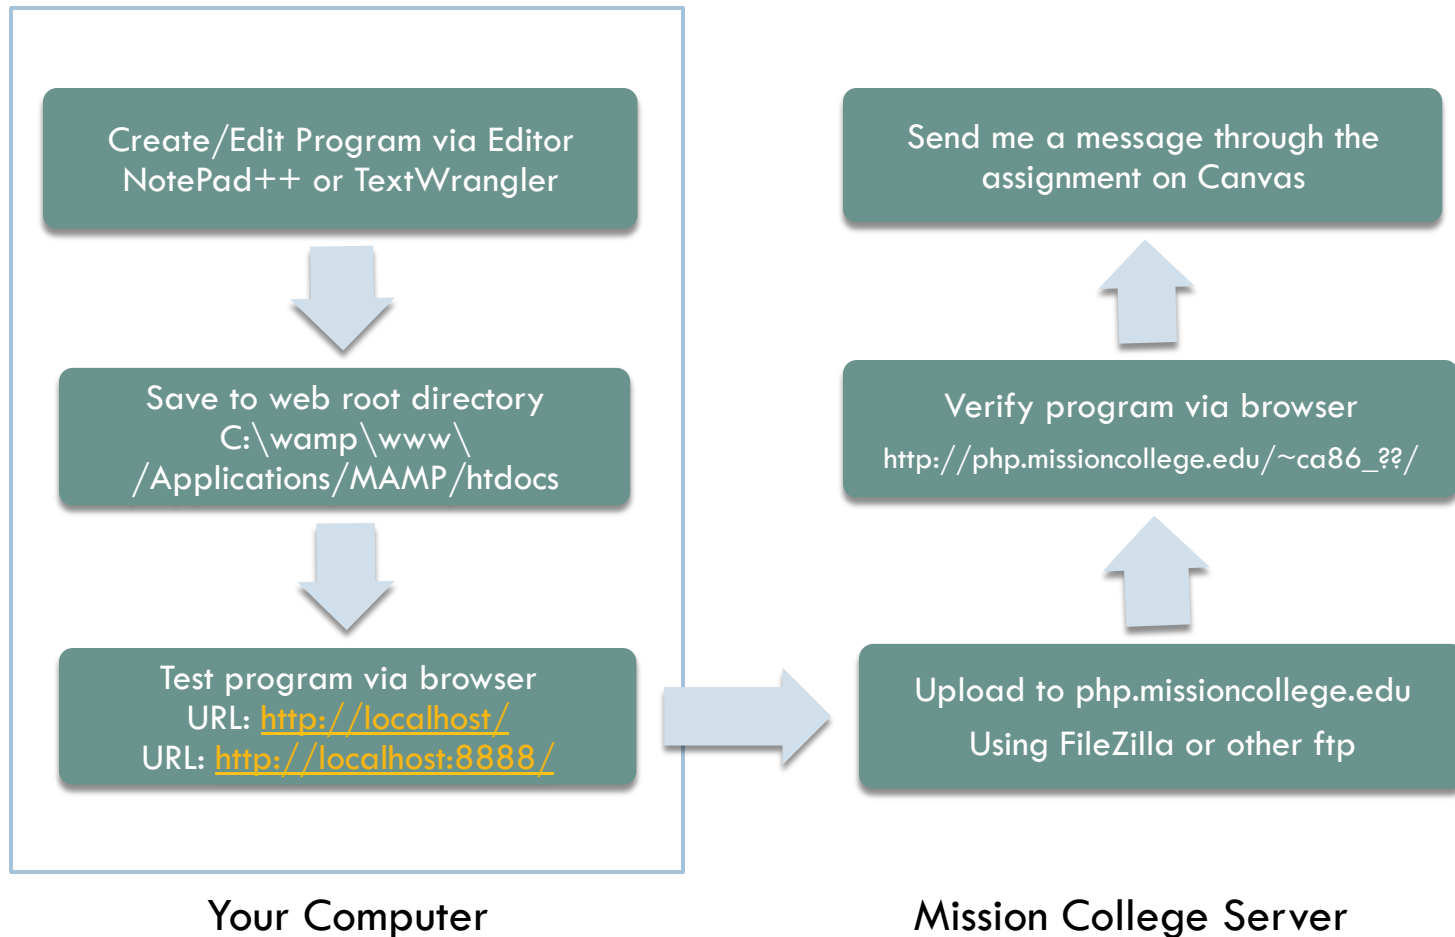 Create/Edit Program via Editor
NotePad++ or TextWrangler
Save to web root directory
C:\wamp\www\
/Applications/MAMP/htdocs
Test program via browser
URL: http://localhost/
URL: http://localhost:8888/
Your Computer
Send me a message through the
assignment on Canvas
Verify program via browser
http://php.missioncollege.edu/~ca86_??/
Upload to php.missioncollege.edu
Using FileZilla or other ftp
Mission College Server